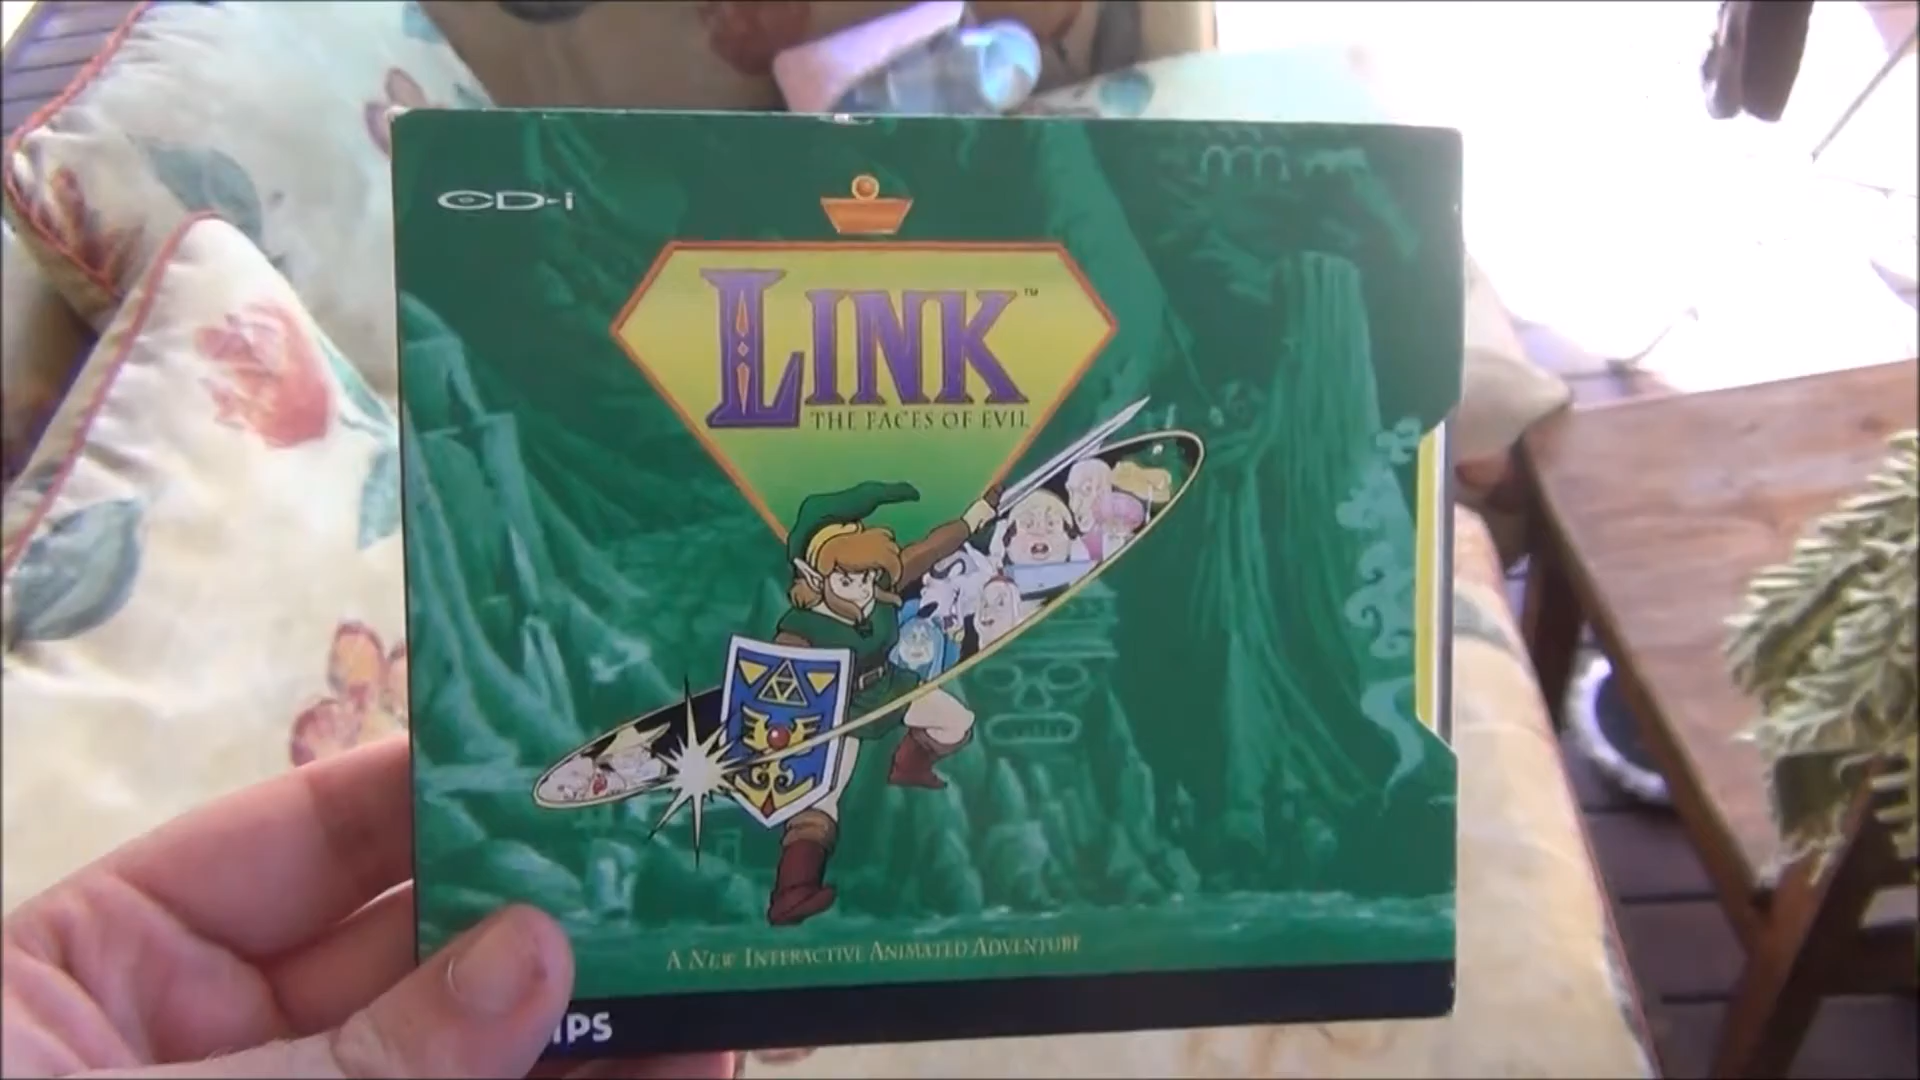 CD-i
LINK™
THE FACES OF EVIL
A NEW INTERACTIVE ANIMATED ADVENTURE
IPS